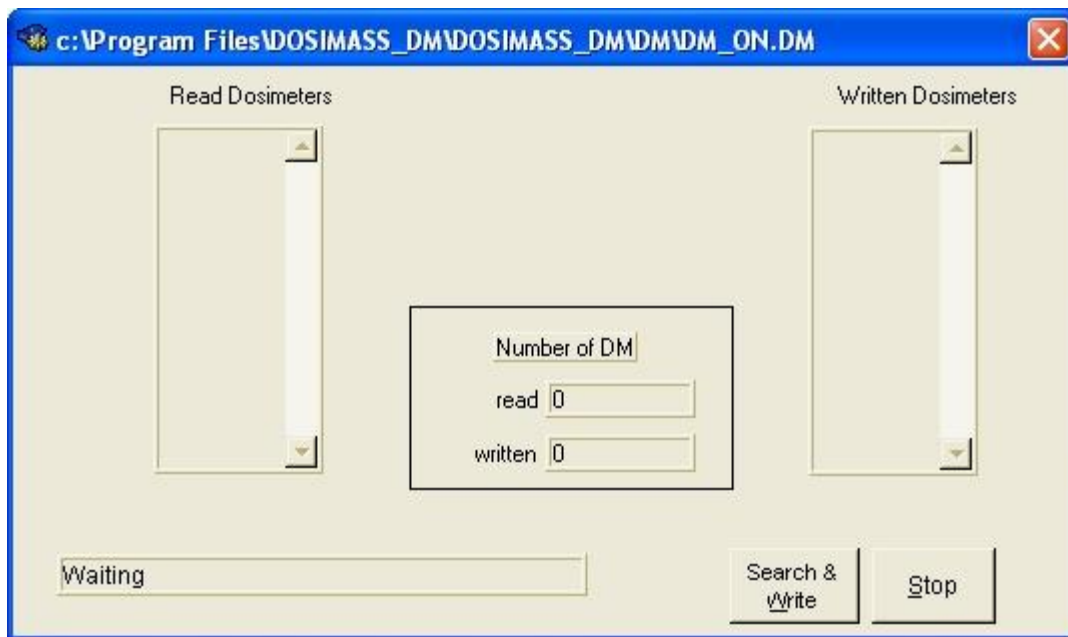 c:\Program Files\DOSIMASS_DM\DOSIMASS_DM\DM\DM_ON.DM
Read Dosimeters
Written Dosimeters
Number of DM
read 0
written 0
Waiting
Search &
Write
Stop